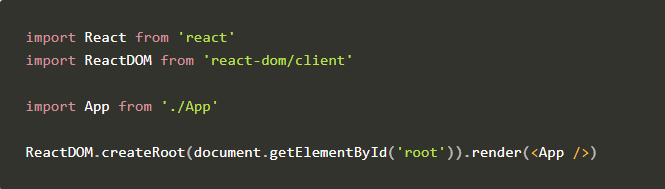 import React from 'react'
import ReactDOM from 'react-dom/client'
import App from './App'
ReactDOM.createRoot(document.getElementById('root')).render(<App />)